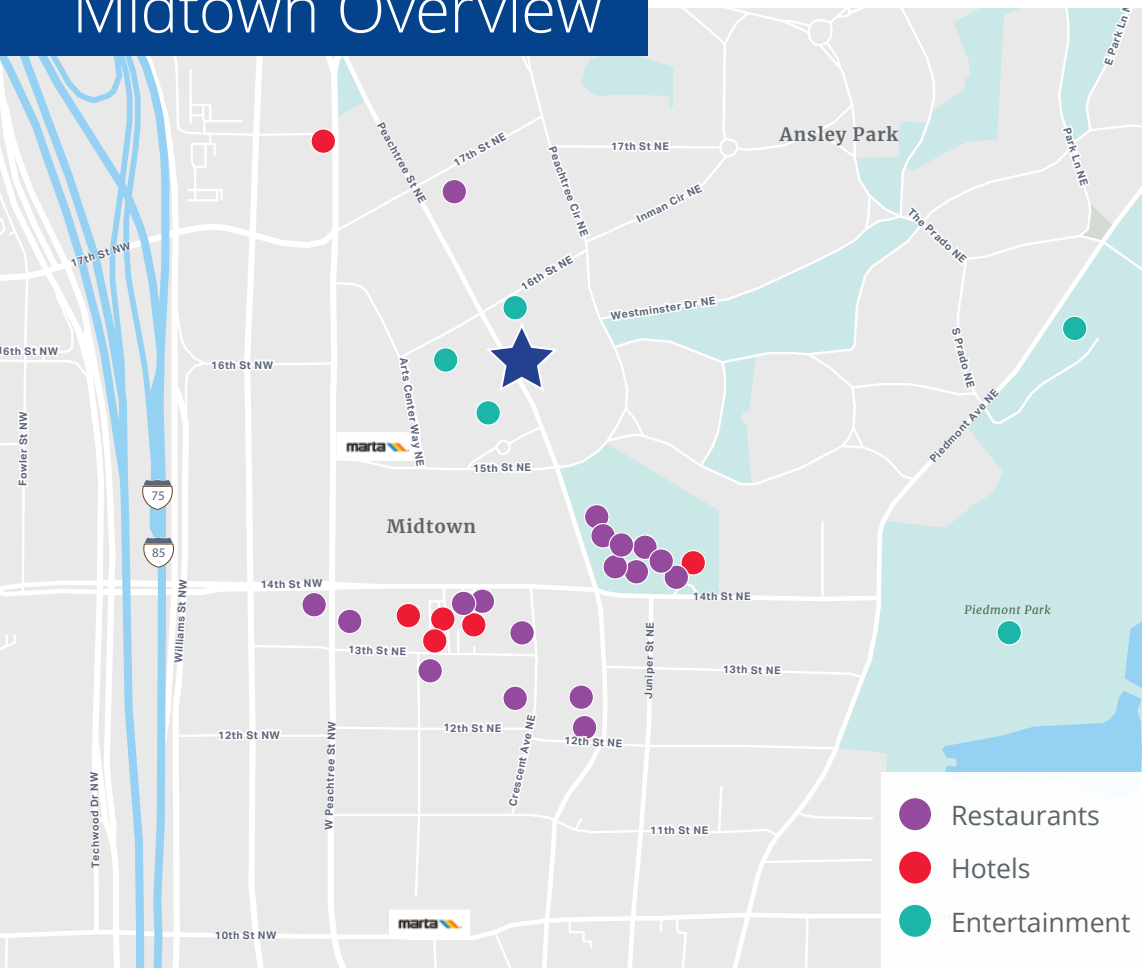 Midtown Overview
E Park Ln N
Peachtree St NE
17th St NE
Peachtree Cir NE
17th St NE
Ansley Park
Park Ln NE
Inman Cir NE
The Prado NE
17th St NW
16th St NE
Westminster Dr NE
16th St NW
16th St NW
Arts Center Way NE
S Prado NE
Piedmont Ave NE
Fowler St NW
marta
15th St NE
75
Midtown
85
14th St NW
14th St NE
Piedmont Park
Williams St NW
13th St NE
Juniper St NE
13th St NE
12th St NW
W Peachtree St NW
12th St NE
Crescent Ave NE
12th St NE
Techwood Dr NW
11th St NE
Restaurants
Hotels
Entertainment
marta
10th St NW